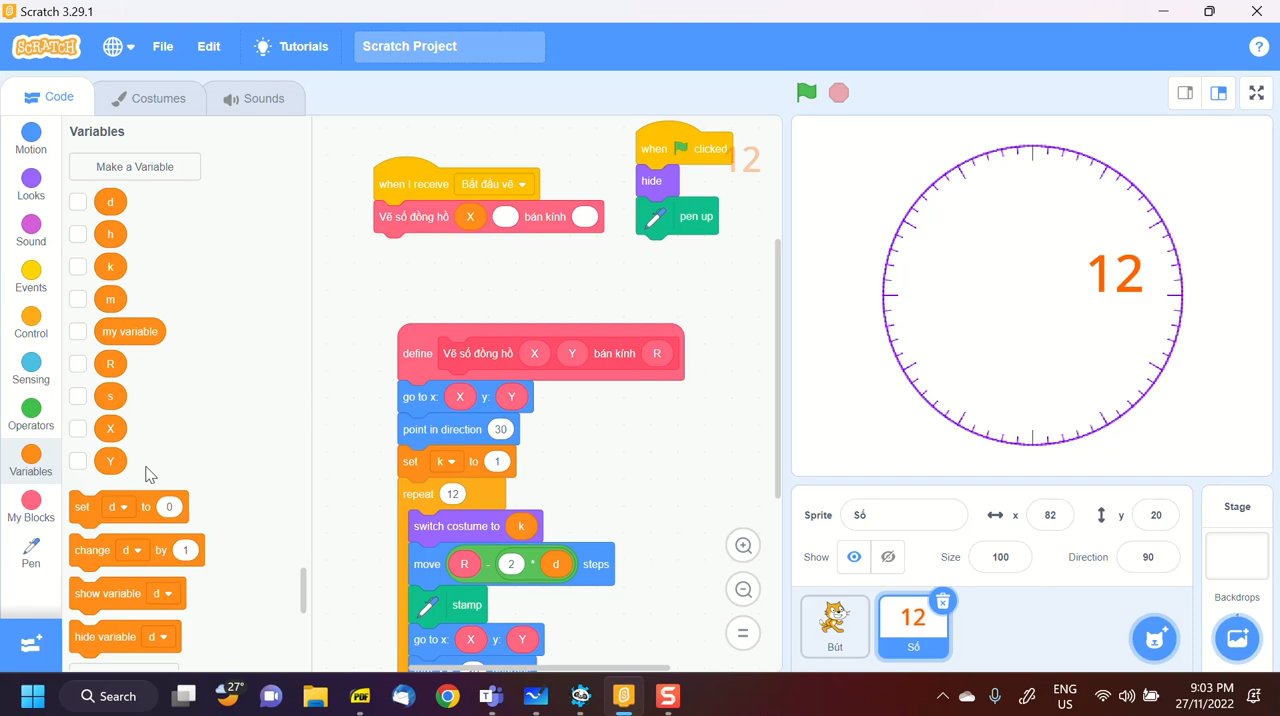 Scratch 3.29.1
SCRATCH File Edit Tutorials Scratch Project ?
Code Costumes Sounds
Motion
Looks
Sound
Events
Control
Sensing
Operators
Variables
My Blocks
Pen
Variables
Make a Variable
d
h
k
m
my variable
R
s
X
Y
set d to 0
change d by 1
show variable d
hide variable d
when I receive Bắt đầu vẽ
Vẽ số đồng hồ X bán kính
when clicked
hide
pen up
12
define Vẽ số đồng hồ X Y bán kính R
go to x: X y: Y
point in direction 30
set k to 1
repeat 12
switch costume to k
move R - 2 * d steps
stamp
go to x: X y: Y
12
Sprite Số x 82 y 20
Show Size 100 Direction 90
Bút
12
Số
Stage
Backdrops
Search
27°
PDF
ENG
US
9:03 PM
27/11/2022